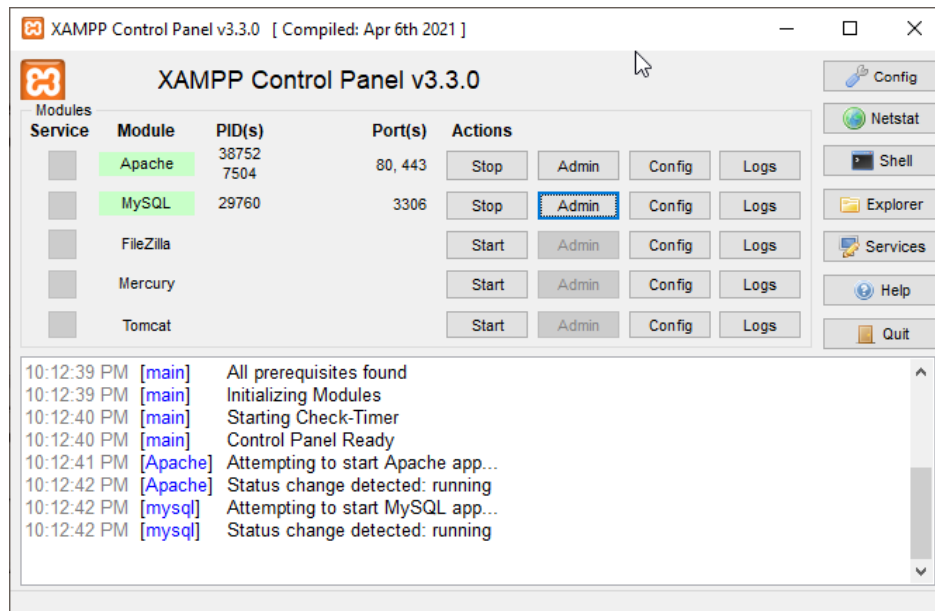 XAMPP Control Panel v3.3.0 [ Compiled: Apr 6th 2021 ]
XAMPP Control Panel v3.3.0
Config
Modules
Netstat
Service Module PID(s) Port(s) Actions
Apache 38752 7504 80, 443 Stop Admin Config Logs
Shell
MySQL 29760 3306 Stop Admin Config Logs
Explorer
FileZilla Start Admin Config Logs
Services
Mercury Start Admin Config Logs
Help
Tomcat Start Admin Config Logs
Quit
10:12:39 PM [main] All prerequisites found
10:12:39 PM [main] Initializing Modules
10:12:40 PM [main] Starting Check-Timer
10:12:40 PM [main] Control Panel Ready
10:12:41 PM [Apache] Attempting to start Apache app...
10:12:42 PM [Apache] Status change detected: running
10:12:42 PM [mysql] Attempting to start MySQL app...
10:12:42 PM [mysql] Status change detected: running